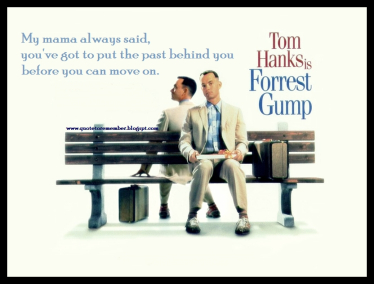 My mama always said,
you've got to put the past behind you
before you can move on.
Tom
Hanks is
Forrest
Gump
www.quotetoremember.blogspot.com